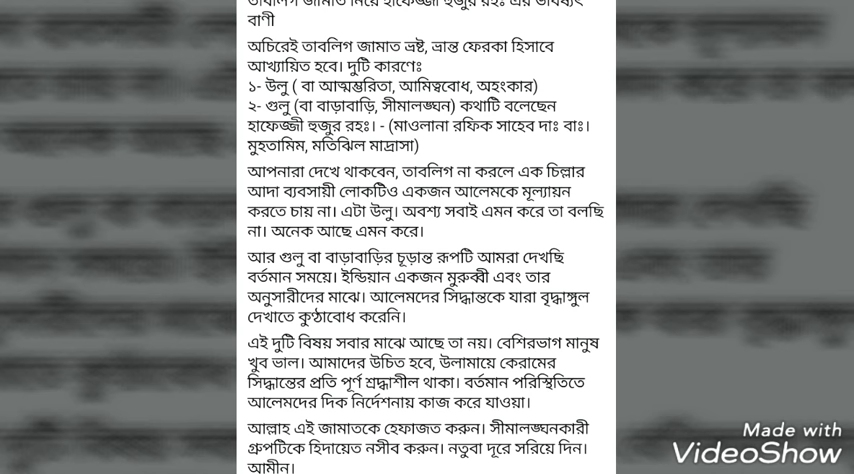 তাবলিগ জামাত নিয়ে হাফেজ্জী হুজুর রহঃ এর ভবিষ্যৎ
বাণী
অচিরেই তাবলিগ জামাত ভ্রষ্ট, ভ্রান্ত ফেরকা হিসাবে
আখ্যায়িত হবে। দুটি কারণেঃ
১- উলু ( বা আত্মম্ভরিতা, আমিত্ববোধ, অহংকার)
২- গুলু (বা বাড়াবাড়ি, সীমালঙ্ঘন) কথাটি বলেছেন
হাফেজ্জী হুজুর রহঃ। - (মাওলানা রফিক সাহেব দাঃ বাঃ।
মুহতামিম, মতিঝিল মাদ্রাসা)
আপনারা দেখে থাকবেন, তাবলিগ না করলে এক চিল্লার
আদা ব্যবসায়ী লোকটিও একজন আলেমকে মূল্যায়ন
করতে চায় না। এটা উলু। অবশ্য সবাই এমন করে তা বলছি
না। অনেক আছে এমন করে।
আর গুলু বা বাড়াবাড়ির চূড়ান্ত রূপটি আমরা দেখছি
বর্তমান সময়ে। ইন্ডিয়ান একজন মুরুব্বী এবং তার
অনুসারীদের মাঝে। আলেমদের সিদ্ধান্তকে যারা বৃদ্ধাঙ্গুল
দেখাতে কুণ্ঠাবোধ করেনি।
এই দুটি বিষয় সবার মাঝে আছে তা নয়। বেশিরভাগ মানুষ
খুব ভাল। আমাদের উচিত হবে, উলামায়ে কেরামের
সিদ্ধান্তের প্রতি পূর্ণ শ্রদ্ধাশীল থাকা। বর্তমান পরিস্থিতিতে
আলেমদের দিক নির্দেশনায় কাজ করে যাওয়া।
আল্লাহ এই জামাতকে হেফাজত করুন। সীমালঙ্ঘনকারী
গ্রুপটিকে হিদায়েত নসীব করুন। নতুবা দূরে সরিয়ে দিন।
আমীন।
Made with
VideoShow